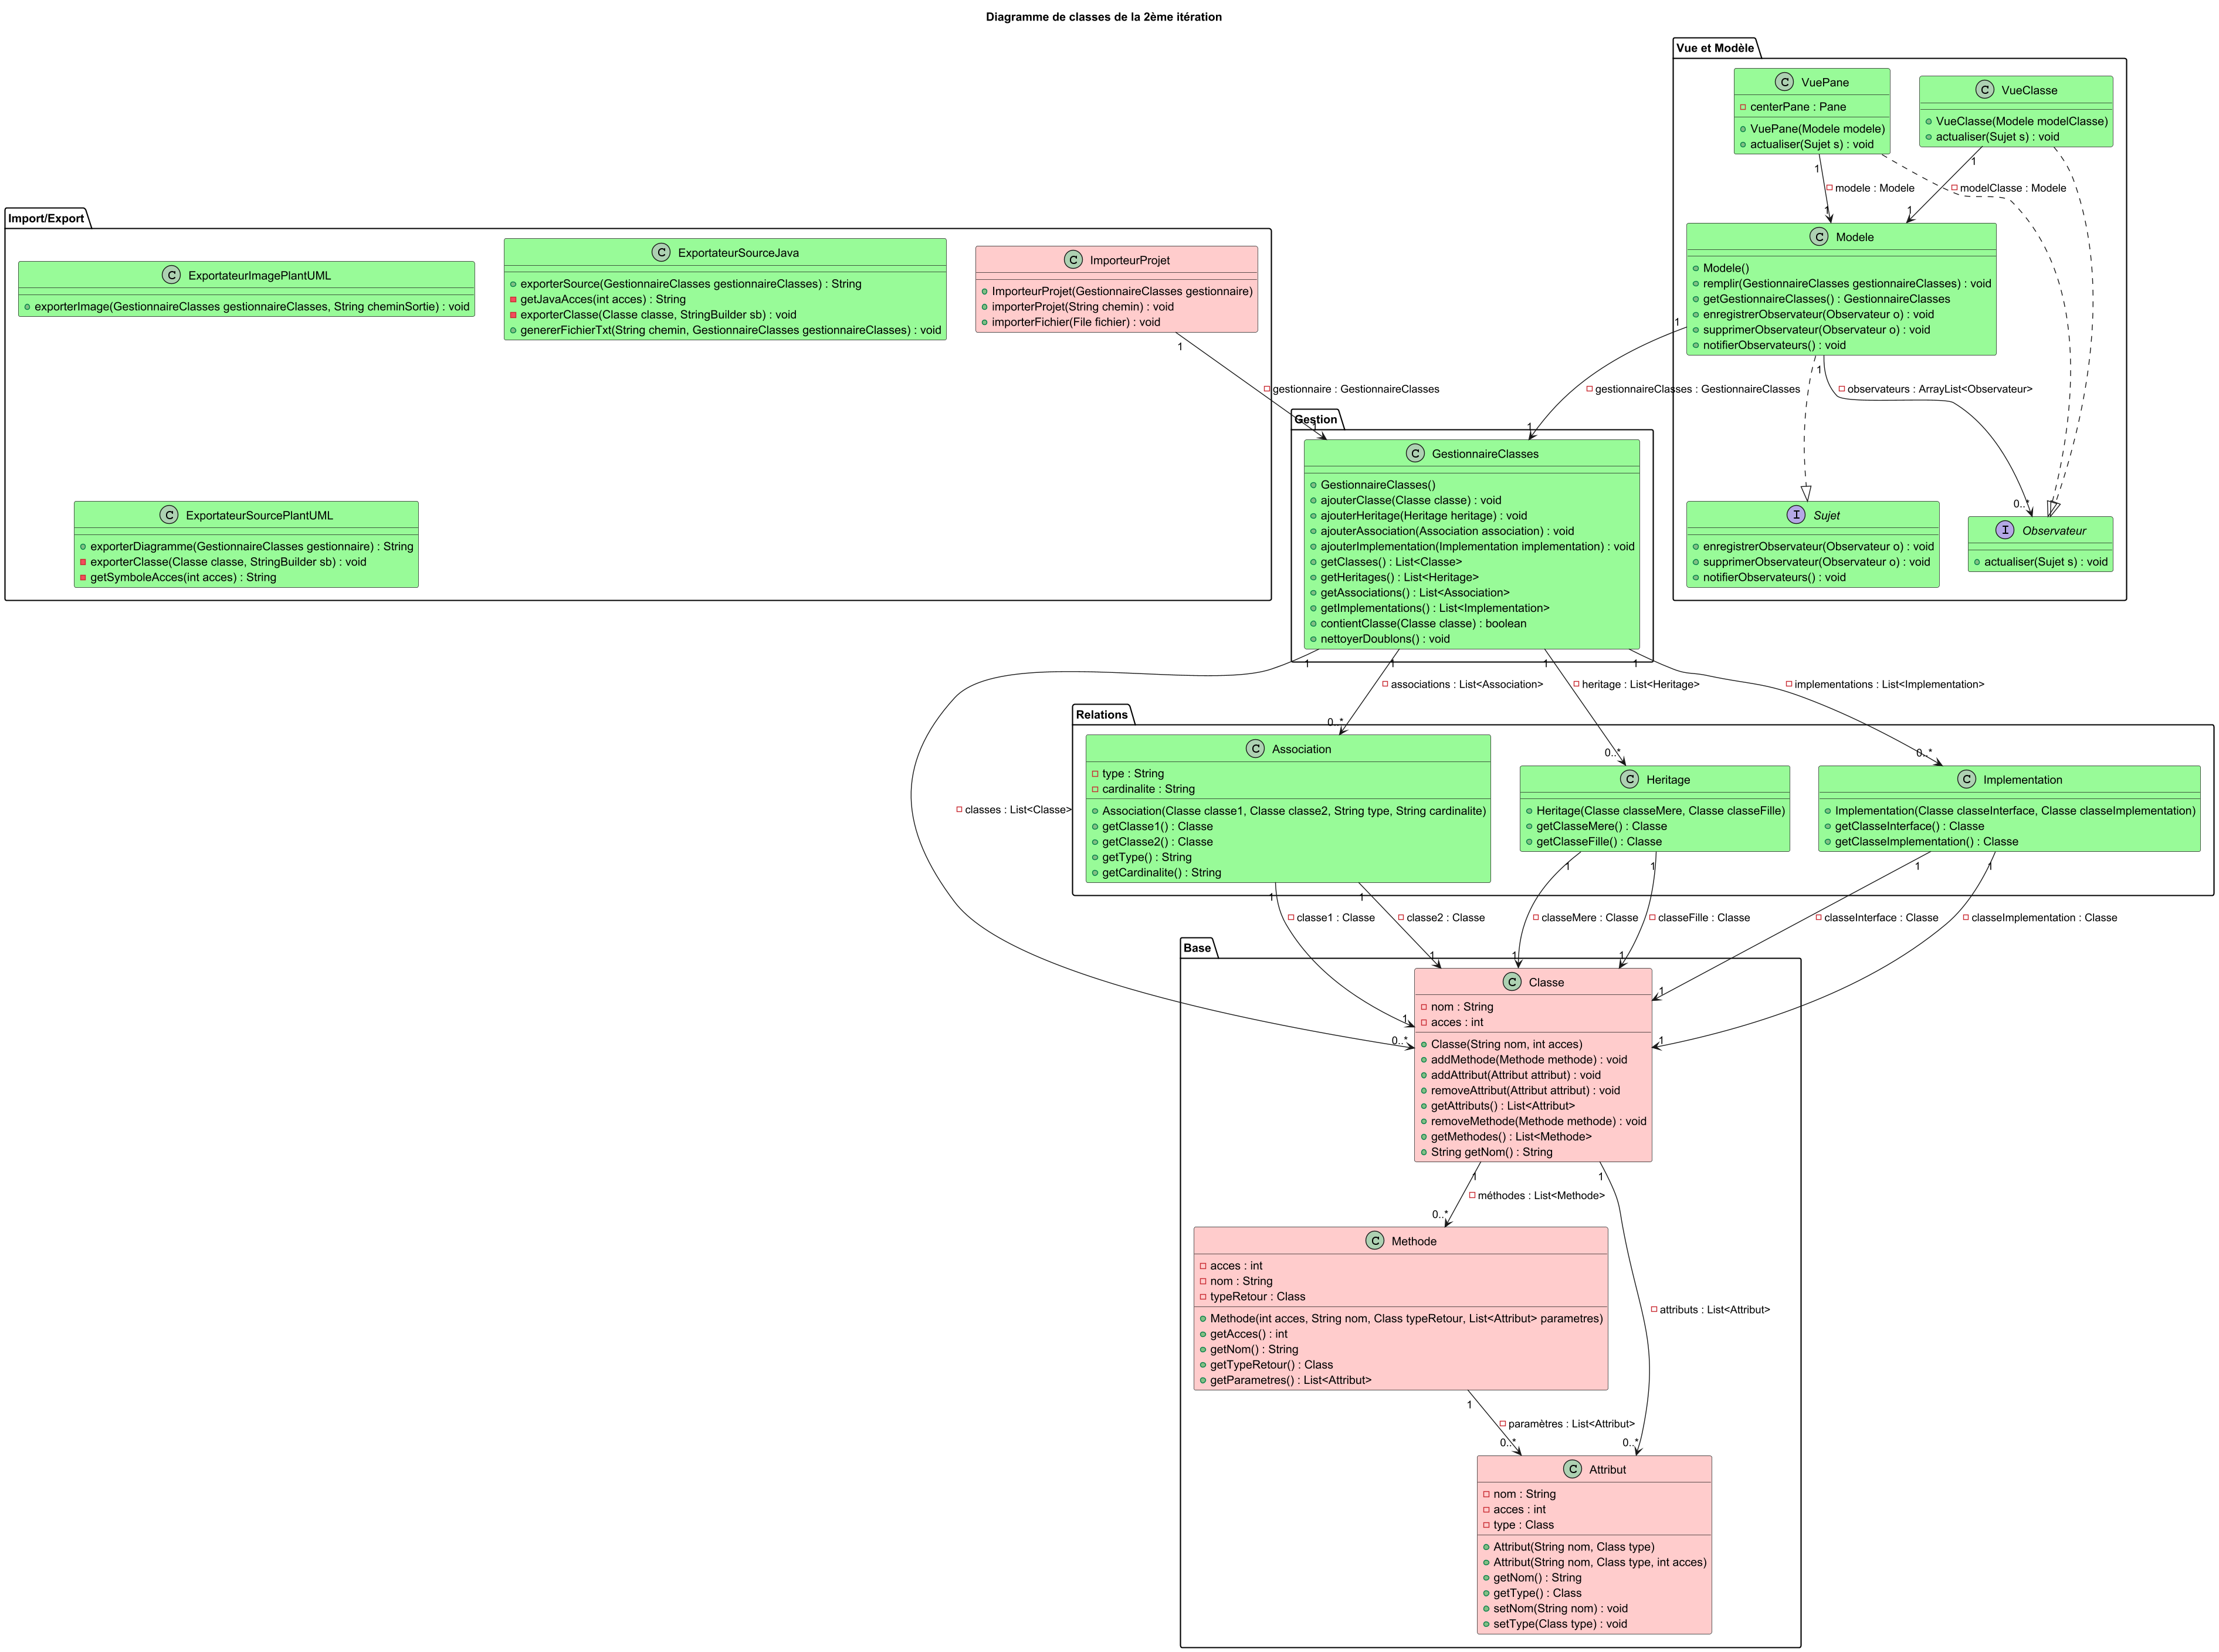 Diagramme de classes de la 2ème itération
Vue et Modèle
C VuePane
centerPane : Pane
VuePane(Modele modele)
actualiser(Sujet s) : void
C VueClasse
VueClasse(Modele modelClasse)
actualiser(Sujet s) : void
1
modele : Modele
1
1
modelClasse : Modele
1
C Modele
Modele()
remplir(GestionnaireClasses gestionnaireClasses) : void
getGestionnaireClasses() : GestionnaireClasses
enregistrerObservateur(Observateur o) : void
supprimerObservateur(Observateur o) : void
notifierObservateurs() : void
Import/Export
C ExportateurImagePlantUML
exporterImage(GestionnaireClasses gestionnaireClasses, String cheminSortie) : void
C ExportateurSourceJava
exporterSource(GestionnaireClasses gestionnaireClasses) : String
getJavaAcces(int acces) : String
exporterClasse(Classe classe, StringBuilder sb) : void
genererFichierTxt(String chemin, GestionnaireClasses gestionnaireClasses) : void
C ImporteurProjet
ImporteurProjet(GestionnaireClasses gestionnaire)
importerProjet(String chemin) : void
importerFichier(File fichier) : void
1
gestionnaire : GestionnaireClasses
1
1
gestionnaireClasses : GestionnaireClasses
1
1
observateurs : ArrayList<Observateur>
0..*
C ExportateurSourcePlantUML
exporterDiagramme(GestionnaireClasses gestionnaire) : String
exporterClasse(Classe classe, StringBuilder sb) : void
getSymboleAcces(int acces) : String
Gestion
C GestionnaireClasses
GestionnaireClasses()
ajouterClasse(Classe classe) : void
ajouterHeritage(Heritage heritage) : void
ajouterAssociation(Association association) : void
ajouterImplementation(Implementation implementation) : void
getClasses() : List<Classe>
getHeritages() : List<Heritage>
getAssociations() : List<Association>
getImplementations() : List<Implementation>
contientClasse(Classe classe) : boolean
nettoyerDoublons() : void
I Sujet
enregistrerObservateur(Observateur o) : void
supprimerObservateur(Observateur o) : void
notifierObservateurs() : void
I Observateur
actualiser(Sujet s) : void
1
classes : List<Classe>
0..*
1
associations : List<Association>
0..*
1
heritage : List<Heritage>
0..*
1
implementations : List<Implementation>
0..*
Relations
C Association
type : String
cardinalite : String
Association(Classe classe1, Classe classe2, String type, String cardinalite)
getClasse1() : Classe
getClasse2() : Classe
getType() : String
getCardinalite() : String
C Heritage
Heritage(Classe classeMere, Classe classeFille)
getClasseMere() : Classe
getClasseFille() : Classe
C Implementation
Implementation(Classe classeInterface, Classe classeImplementation)
getClasseInterface() : Classe
getClasseImplementation() : Classe
1
classe1 : Classe
1
1
classe2 : Classe
1
1
classeMere : Classe
1
1
classeFille : Classe
1
1
classeInterface : Classe
1
1
classeImplementation : Classe
1
Base
C Classe
nom : String
acces : int
Classe(String nom, int acces)
addMethode(Methode methode) : void
addAttribut(Attribut attribut) : void
removeAttribut(Attribut attribut) : void
getAttributs() : List<Attribut>
removeMethode(Methode methode) : void
getMethodes() : List<Methode>
String getNom() : String
1
méthodes : List<Methode>
0..*
1
attributs : List<Attribut>
0..*
C Methode
acces : int
nom : String
typeRetour : Class
Methode(int acces, String nom, Class typeRetour, List<Attribut> parametres)
getAcces() : int
getNom() : String
getTypeRetour() : Class
getParametres() : List<Attribut>
1
paramètres : List<Attribut>
0..*
C Attribut
nom : String
acces : int
type : Class
Attribut(String nom, Class type)
Attribut(String nom, Class type, int acces)
getNom() : String
getType() : Class
setNom(String nom) : void
setType(Class type) : void